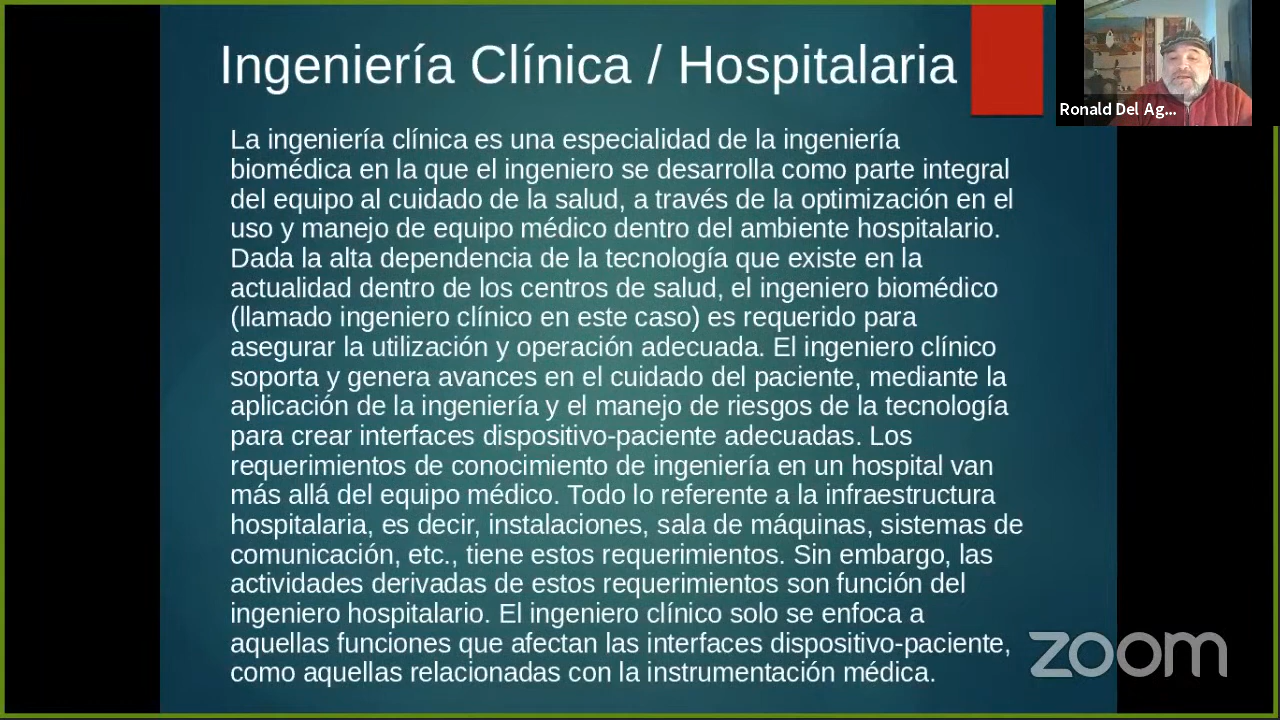 Ingeniería Clínica / Hospitalaria
Ronald Del Ag...
La ingeniería clínica es una especialidad de la ingeniería
biomédica en la que el ingeniero se desarrolla como parte integral
del equipo al cuidado de la salud, a través de la optimización en el
uso y manejo de equipo médico dentro del ambiente hospitalario.
Dada la alta dependencia de la tecnología que existe en la
actualidad dentro de los centros de salud, el ingeniero biomédico
(llamado ingeniero clínico en este caso) es requerido para
asegurar la utilización y operación adecuada. El ingeniero clínico
soporta y genera avances en el cuidado del paciente, mediante la
aplicación de la ingeniería y el manejo de riesgos de la tecnología
para crear interfaces dispositivo-paciente adecuadas. Los
requerimientos de conocimiento de ingeniería en un hospital van
más allá del equipo médico. Todo lo referente a la infraestructura
hospitalaria, es decir, instalaciones, sala de máquinas, sistemas de
comunicación, etc., tiene estos requerimientos. Sin embargo, las
actividades derivadas de estos requerimientos son función del
ingeniero hospitalario. El ingeniero clínico solo se enfoca a
aquellas funciones que afectan las interfaces dispositivo-paciente,
como aquellas relacionadas con la instrumentación médica.
zoom